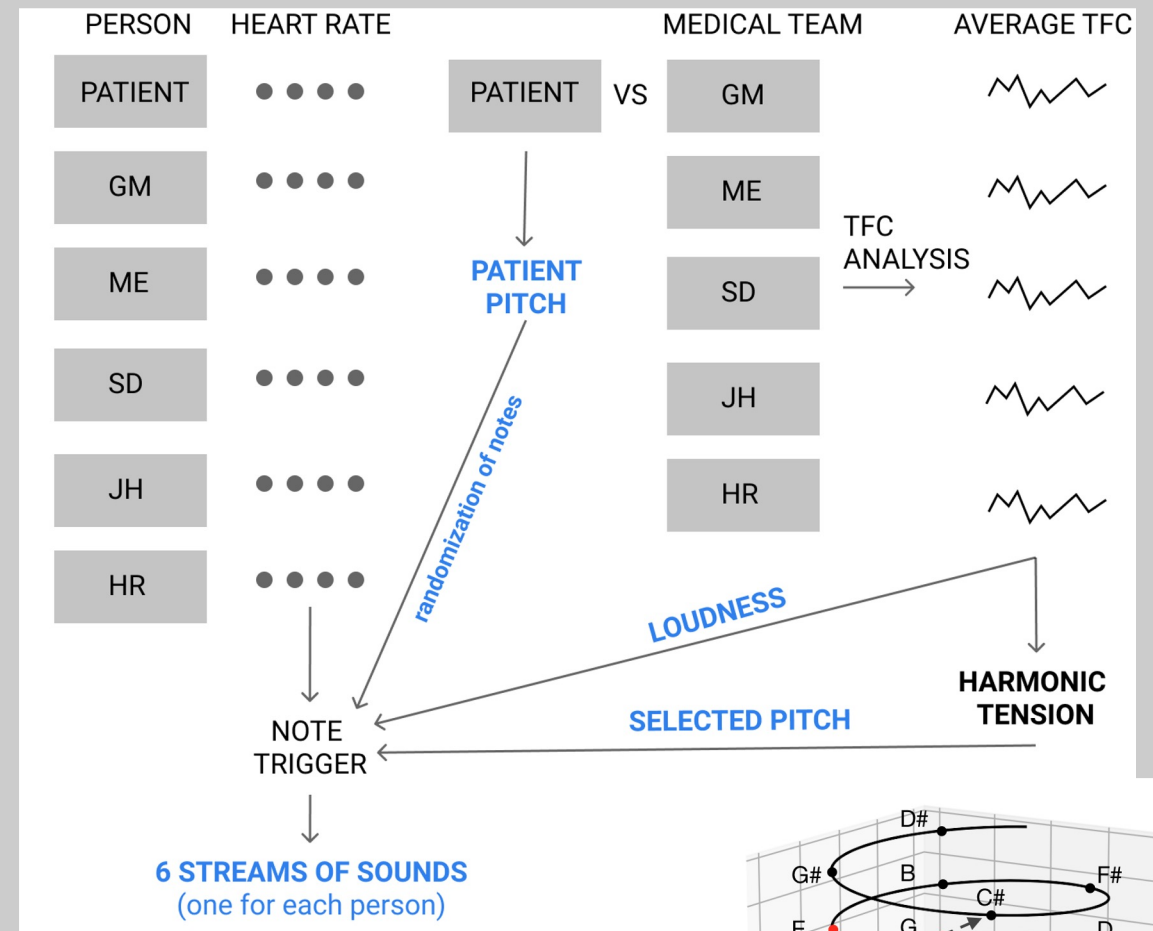 PERSON
HEART RATE
MEDICAL TEAM
AVERAGE TFC
PATIENT
PATIENT
VS
GM
GM
ME
ME
TFC
ANALYSIS
PATIENT
PITCH
SD
SD
JH
JH
HR
HR
randomization of notes
LOUDNESS
HARMONIC
TENSION
SELECTED PITCH
NOTE
TRIGGER
6 STREAMS OF SOUNDS
(one for each person)
D#
G#
B
F#
C#
G